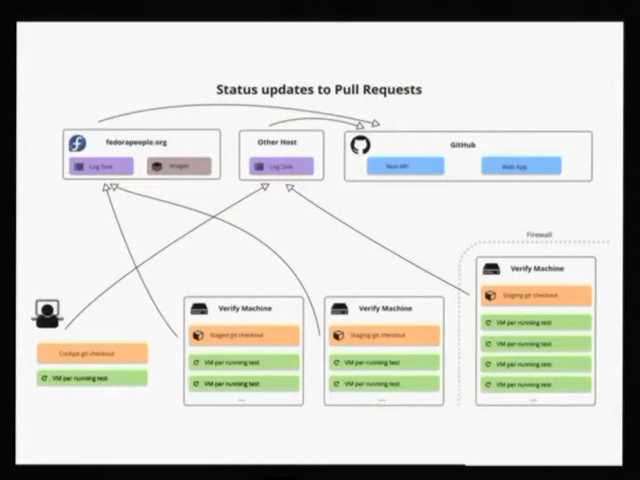 Status updates to Pull Requests
fedorapeople.org
Log Sink
Images
Other Host
Log Sink
GitHub
Rest API
Web App
Firewall
Cockpit git checkout
VM per running test
Verify Machine
Staged git checkout
VM per running test
VM per running test
...
Verify Machine
Staging git checkout
VM per running test
VM per running test
...
Verify Machine
Staging git checkout
VM per running test
VM per running test
VM per running test
VM per running test
...